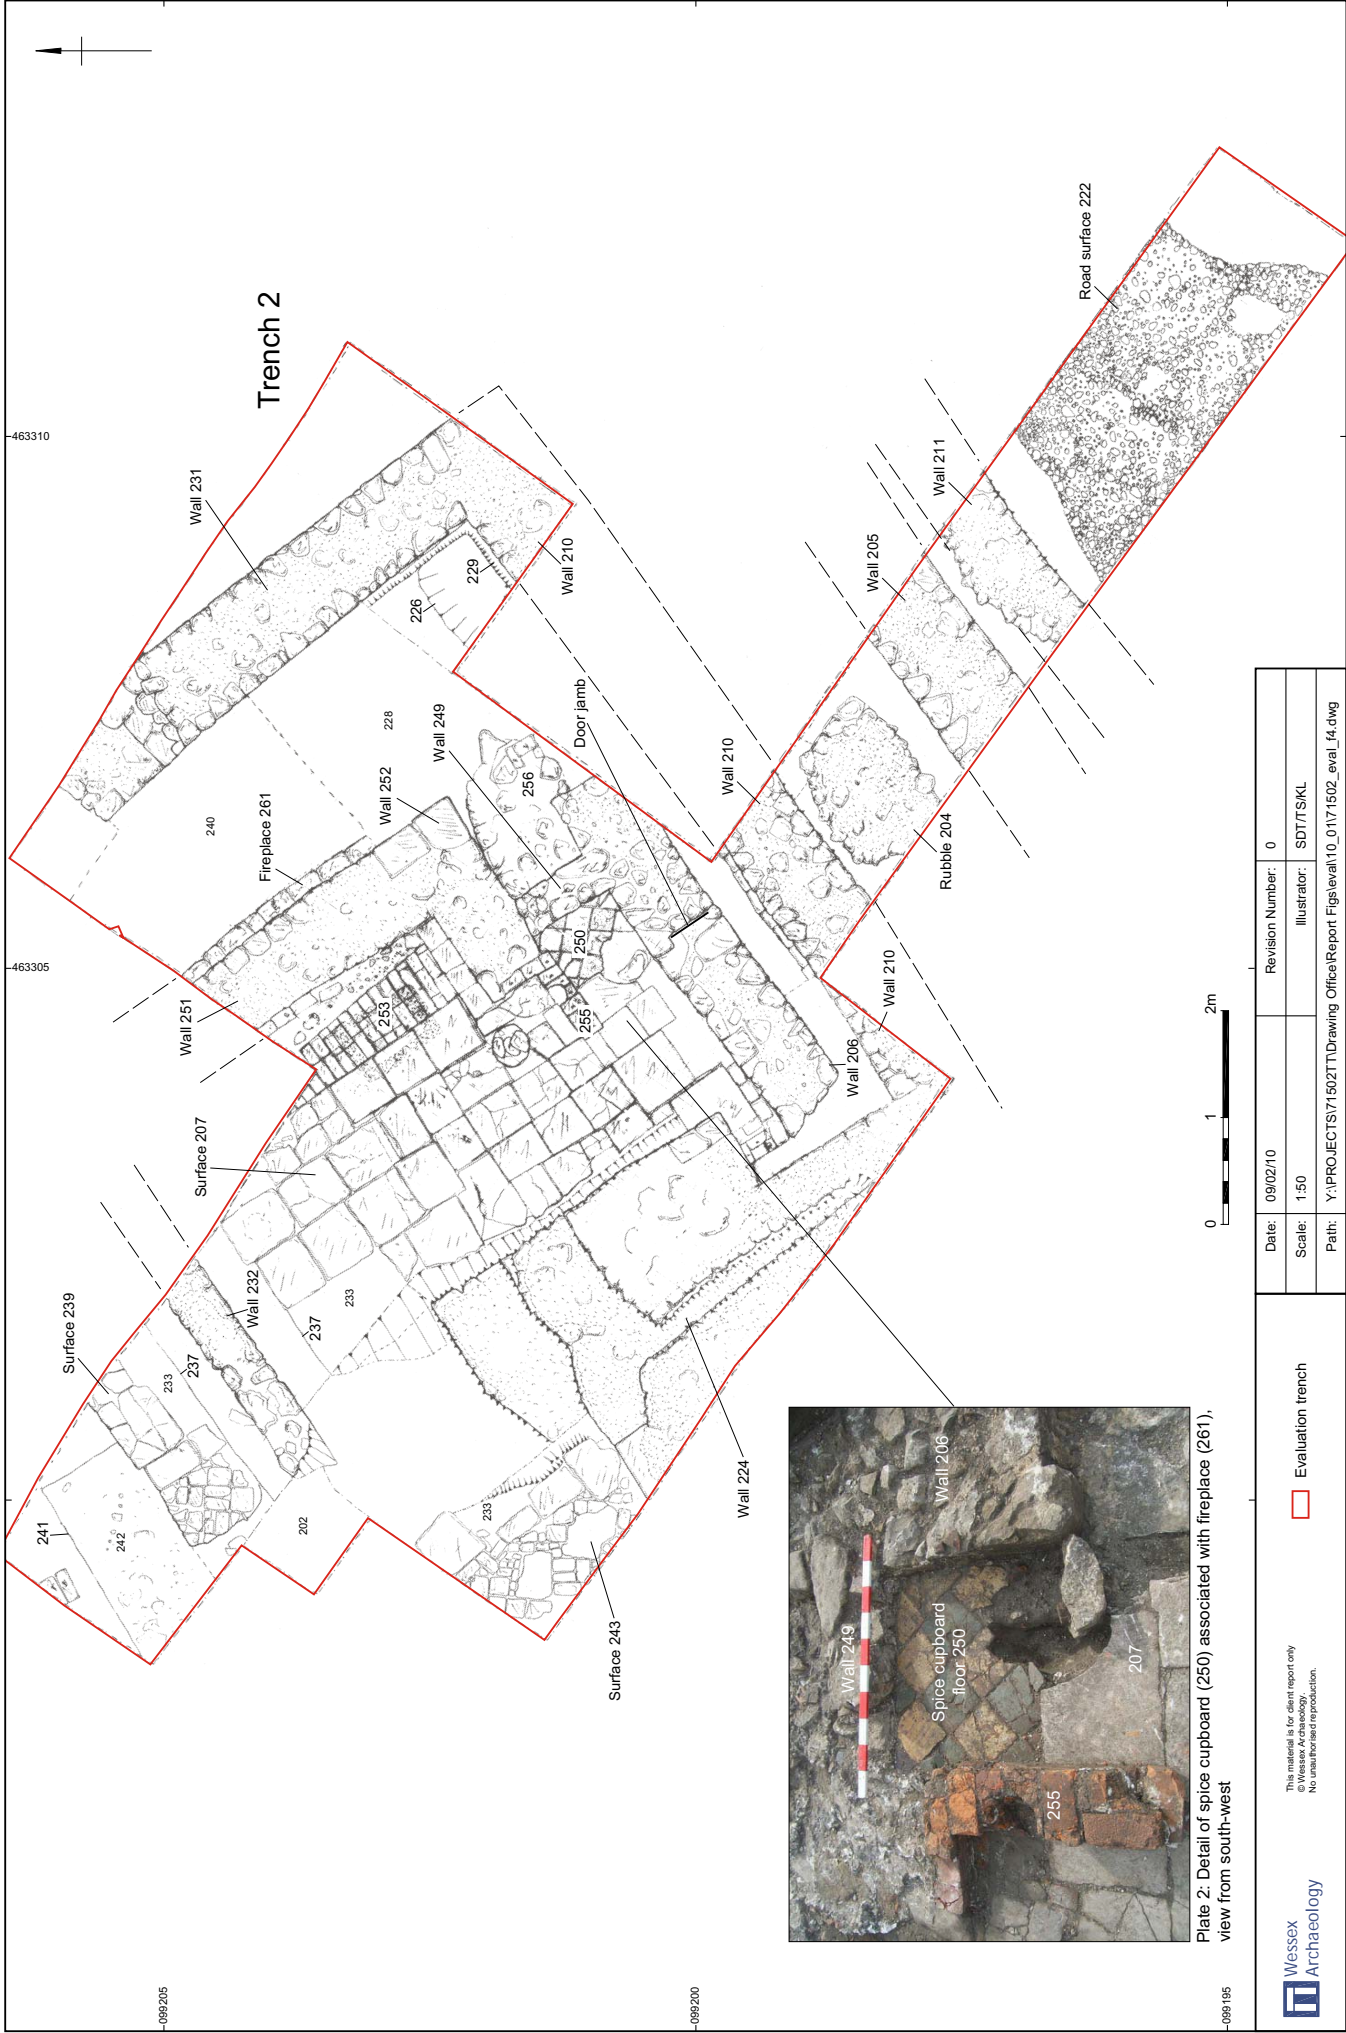 Trench 2
463310
463305
099205
099200
099195
Wall 231
Wall 210
229
226
228
240
Fireplace 261
Wall 252
Wall 249
256
Door jamb
Wall 251
253
250
255
Wall 206
Wall 210
Wall 210
Rubble 204
Wall 205
Wall 211
Road surface 222
Surface 207
Wall 232
237
233
Surface 239
233
237
241
242
202
233
Surface 243
Wall 224
Wall 249
Spice cupboard
floor 250
Wall 206
255
207
Plate 2: Detail of spice cupboard (250) associated with fireplace (261),
view from south-west
0 1 2m
Wessex
Archaeology
This material is for client report only
© Wessex Archaeology.
No unauthorised reproduction.
Evaluation trench
Date: 09/02/10 Revision Number: 0
Scale: 1:50 Illustrator: SDT/TS/KL
Path: Y:\PROJECTS\71502TT\Drawing Office\Report Figs\eval\10_01\71502_eval_f4.dwg